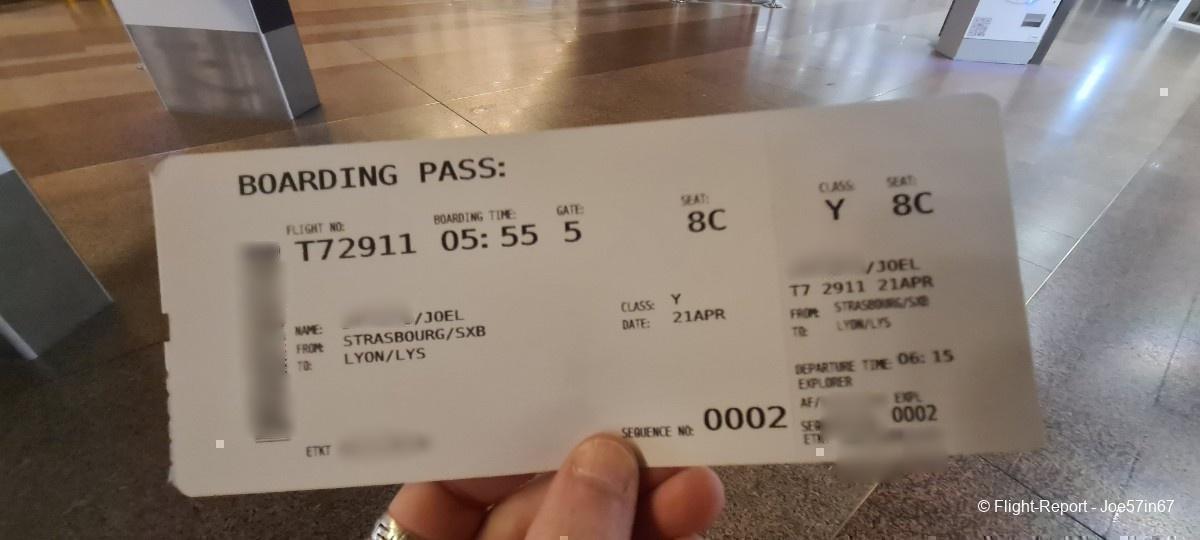 BOARDING PASS:
FLIGHT NO: BOARDING TIME: GATE: SEAT:
T72911 05: 55 5 8C
NAME: /JOEL
FROM: STRASBOURG/SXB
TO: LYON/LYS
CLASS: Y
DATE: 21APR
ETKT
SEQUENCE NO: 0002
CLASS: SEAT:
Y 8C
/JOEL
T7 2911 21APR
FROM: STRASBOURG/SXB
TO: LYON/LYS
DEPARTURE TIME: 06: 15
EXPLORER
AF/ EXPL
SEQ 0002
ETKT
© Flight-Report - Joe57in67